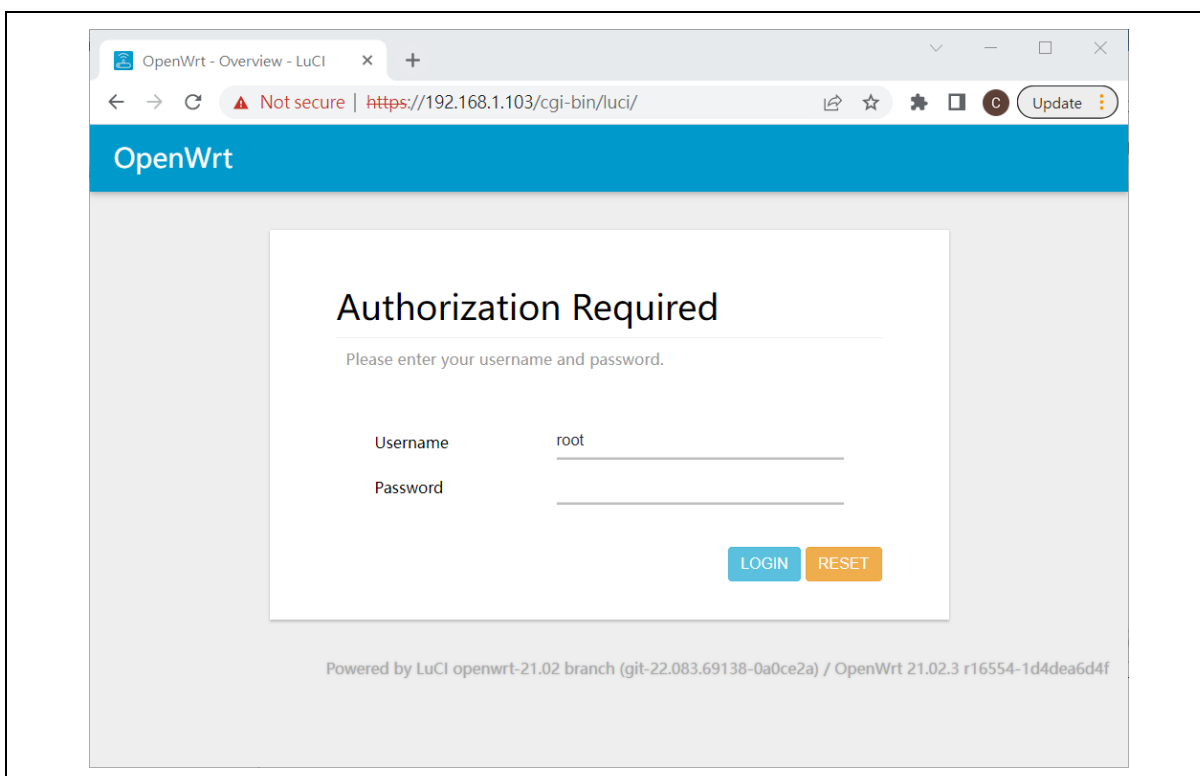 OpenWrt - Overview - LuCI
Not secure | https://192.168.1.103/cgi-bin/luci/ C Update
OpenWrt
Authorization Required
Please enter your username and password.
Username root
Password
LOGIN RESET
Powered by LuCI openwrt-21.02 branch (git-22.083.69138-0a0ce2a) / OpenWrt 21.02.3 r16554-1d4dea6d4f